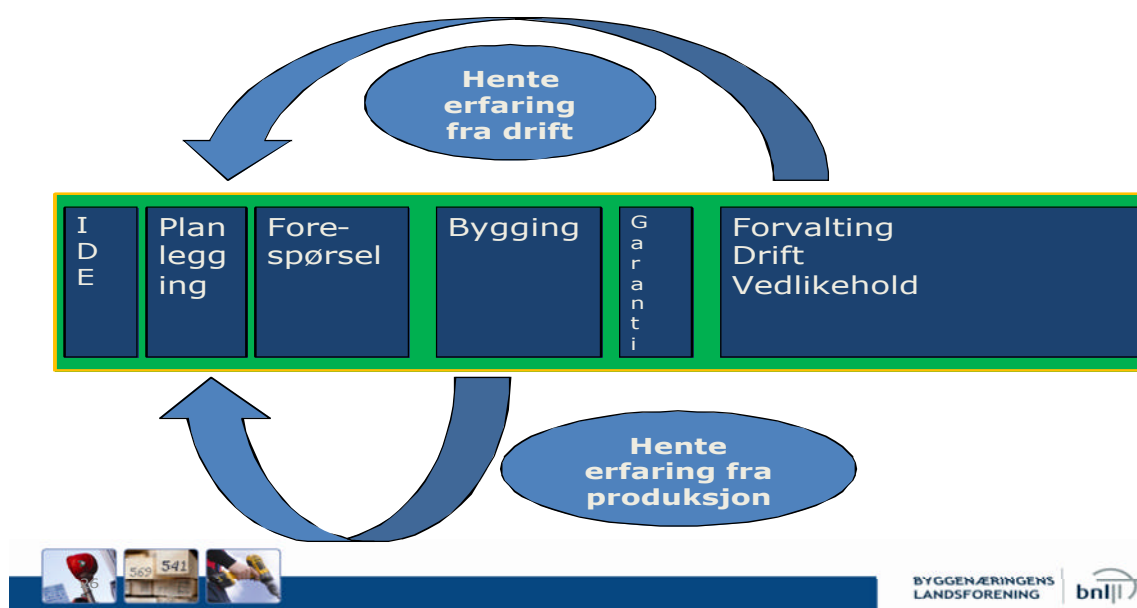 Hente
erfaring
fra drift
I
D
E
Plan
legg
ing
Fore-
spørsel
Bygging
G
a
r
a
n
t
i
Forvalting
Drift
Vedlikehold
Hente
erfaring fra
produksjon
569 541
BYGGENÆRINGENS
LANDSFORENING
bnl